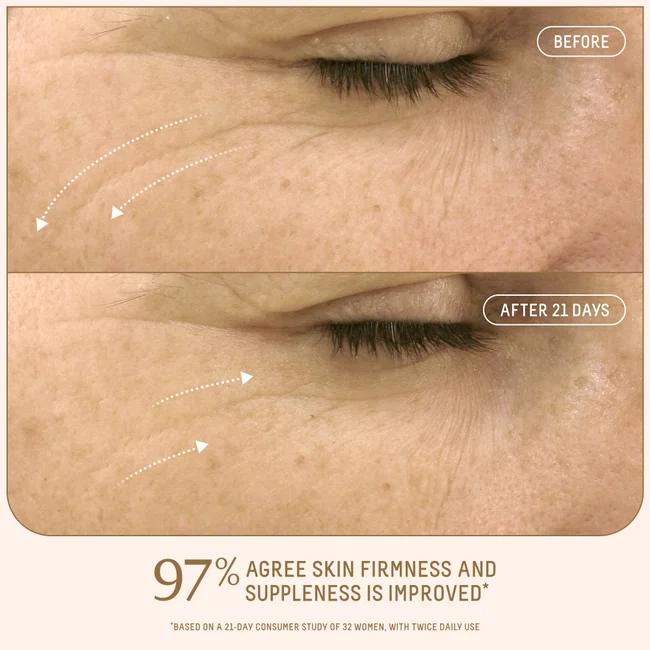 BEFORE
AFTER 21 DAYS
97% AGREE SKIN FIRMNESS AND
SUPPLENESS IS IMPROVED*
*BASED ON A 21-DAY CONSUMER STUDY OF 32 WOMEN, WITH TWICE DAILY USE